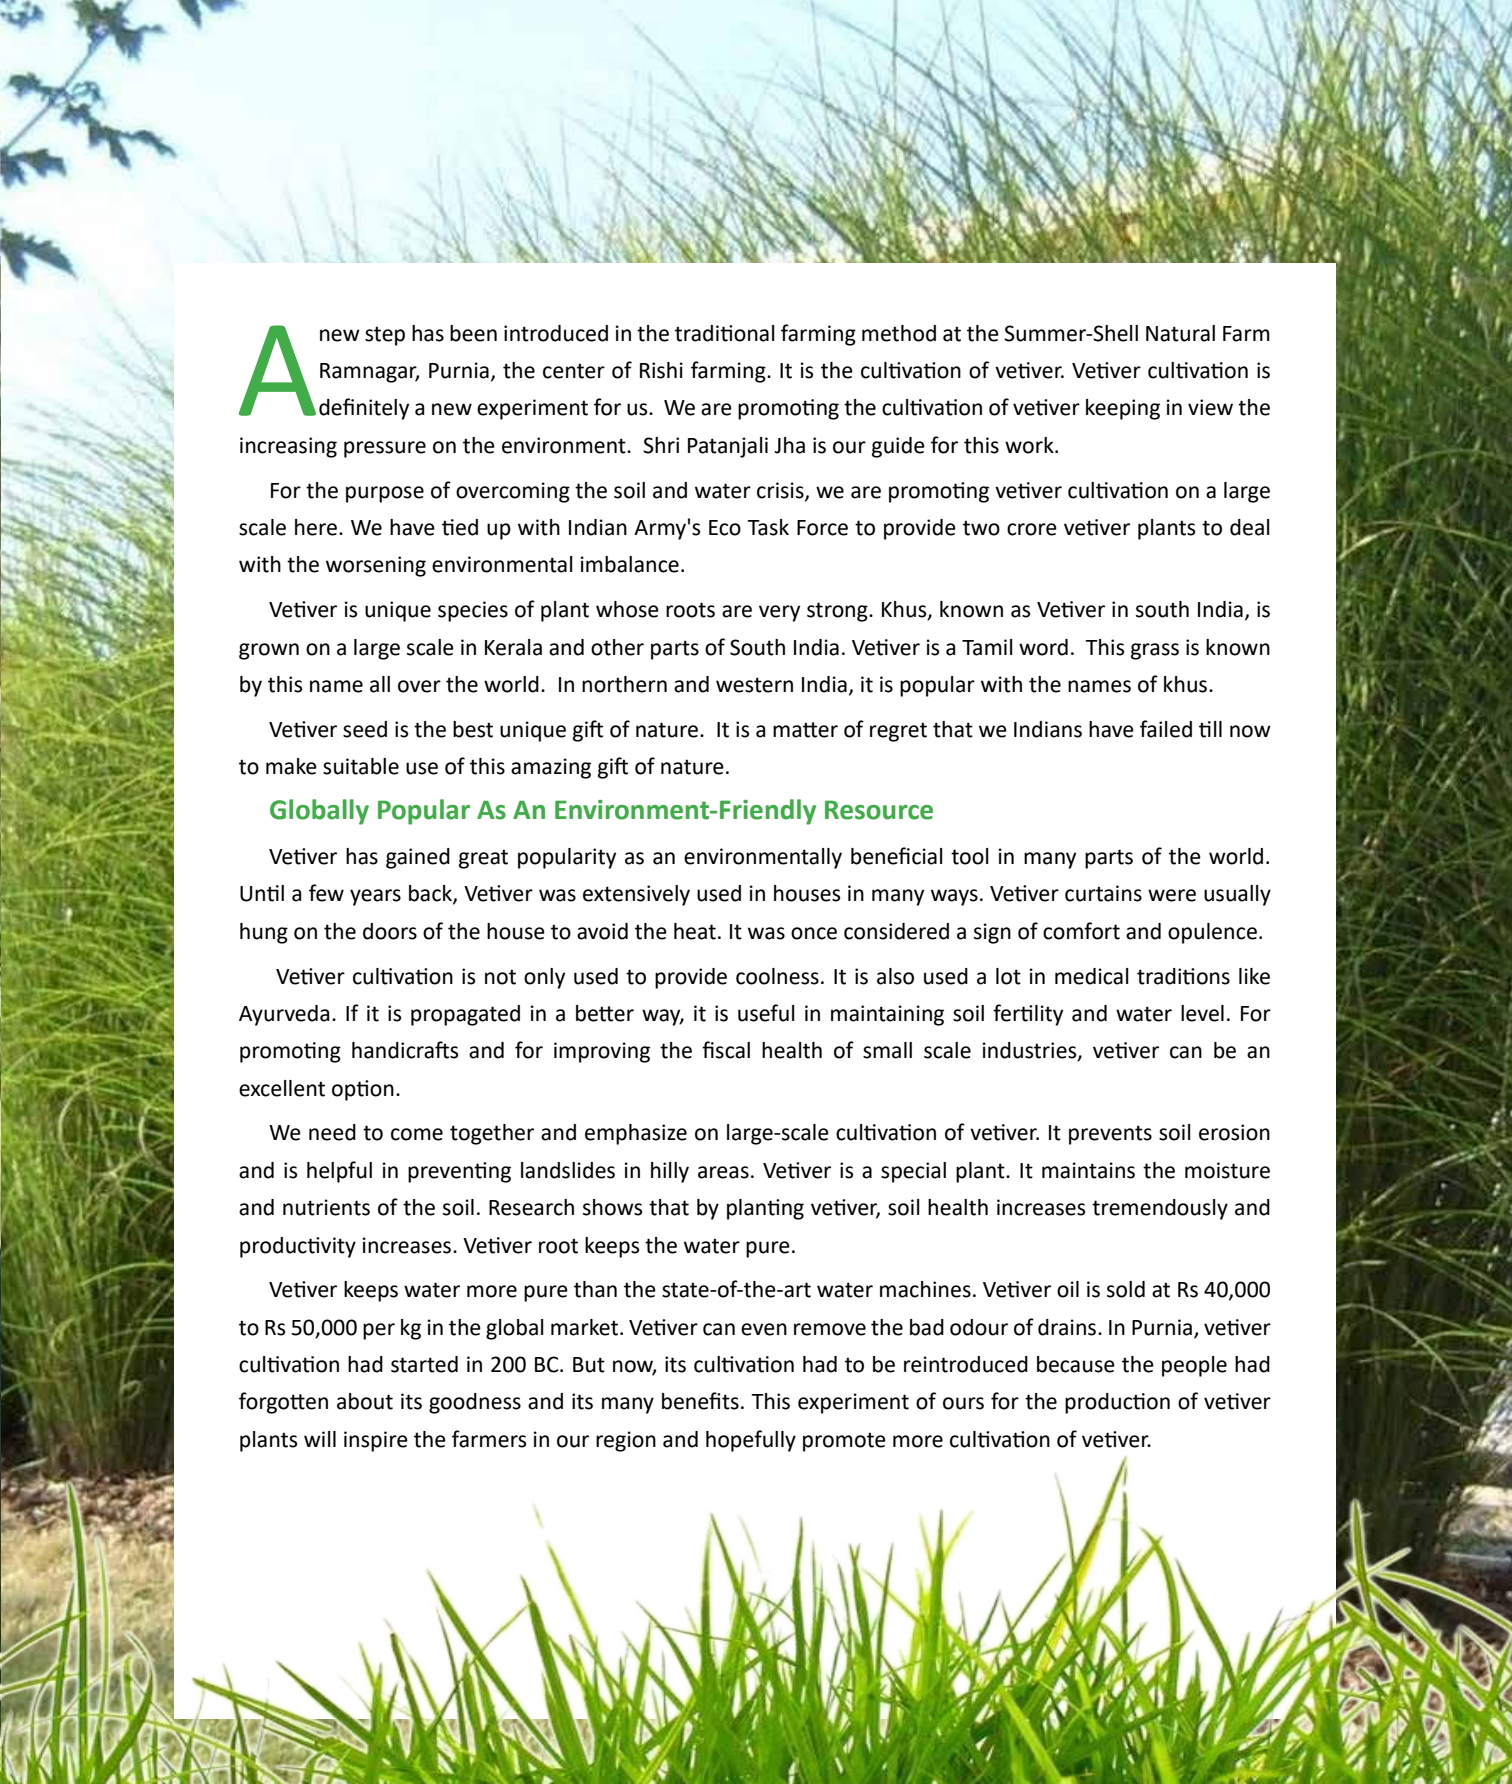 A new step has been introduced in the traditional farming method at the Summer-Shell Natural Farm
Ramnagar, Purnia, the center of Rishi farming. It is the cultivation of vetiver. Vetiver cultivation is
definitely a new experiment for us. We are promoting the cultivation of vetiver keeping in view the
increasing pressure on the environment. Shri Patanjali Jha is our guide for this work.
For the purpose of overcoming the soil and water crisis, we are promoting vetiver cultivation on a large
scale here. We have tied up with Indian Army's Eco Task Force to provide two crore vetiver plants to deal
with the worsening environmental imbalance.
Vetiver is unique species of plant whose roots are very strong. Khus, known as Vetiver in south India, is
grown on a large scale in Kerala and other parts of South India. Vetiver is a Tamil word. This grass is known
by this name all over the world. In northern and western India, it is popular with the names of khus.
Vetiver seed is the best unique gift of nature. It is a matter of regret that we Indians have failed till now
to make suitable use of this amazing gift of nature.
Globally Popular As An Environment-Friendly Resource
Vetiver has gained great popularity as an environmentally beneficial tool in many parts of the world.
Until a few years back, Vetiver was extensively used in houses in many ways. Vetiver curtains were usually
hung on the doors of the house to avoid the heat. It was once considered a sign of comfort and opulence.
Vetiver cultivation is not only used to provide coolness. It is also used a lot in medical traditions like
Ayurveda. If it is propagated in a better way, it is useful in maintaining soil fertility and water level. For
promoting handicrafts and for improving the fiscal health of small scale industries, vetiver can be an
excellent option.
We need to come together and emphasize on large-scale cultivation of vetiver. It prevents soil erosion
and is helpful in preventing landslides in hilly areas. Vetiver is a special plant. It maintains the moisture
and nutrients of the soil. Research shows that by planting vetiver, soil health increases tremendously and
productivity increases. Vetiver root keeps the water pure.
Vetiver keeps water more pure than the state-of-the-art water machines. Vetiver oil is sold at Rs 40,000
to Rs 50,000 per kg in the global market. Vetiver can even remove the bad odour of drains. In Purnia, vetiver
cultivation had started in 200 BC. But now, its cultivation had to be reintroduced because the people had
forgotten about its goodness and its many benefits. This experiment of ours for the production of vetiver
plants will inspire the farmers in our region and hopefully promote more cultivation of vetiver.